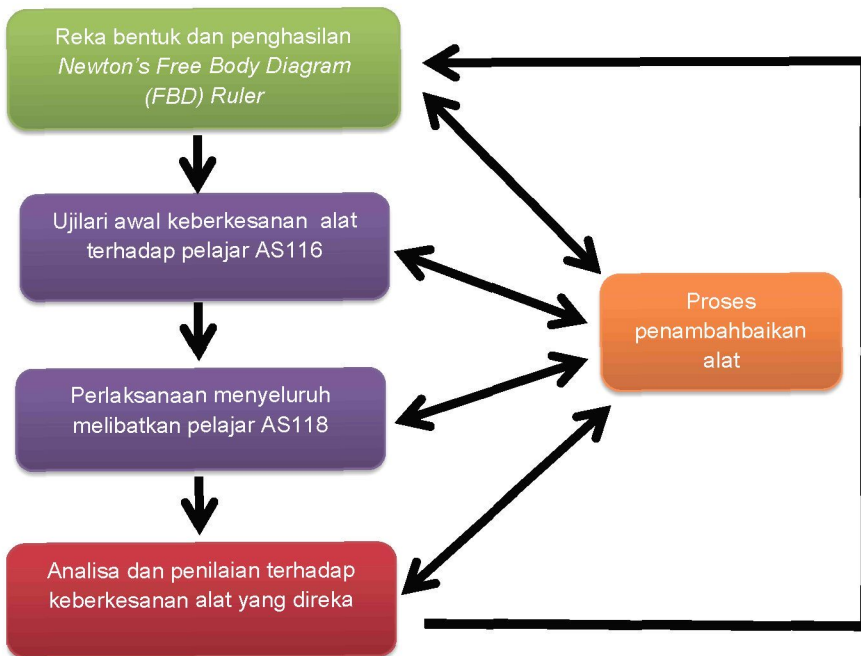 Reka bentuk dan penghasilan
Newton's Free Body Diagram
(FBD) Ruler
Ujilari awal keberkesanan alat
terhadap pelajar AS116
Proses
penambahbaikan
alat
Perlaksanaan menyeluruh
melibatkan pelajar AS118
Analisa dan penilaian terhadap
keberkesanan alat yang direka